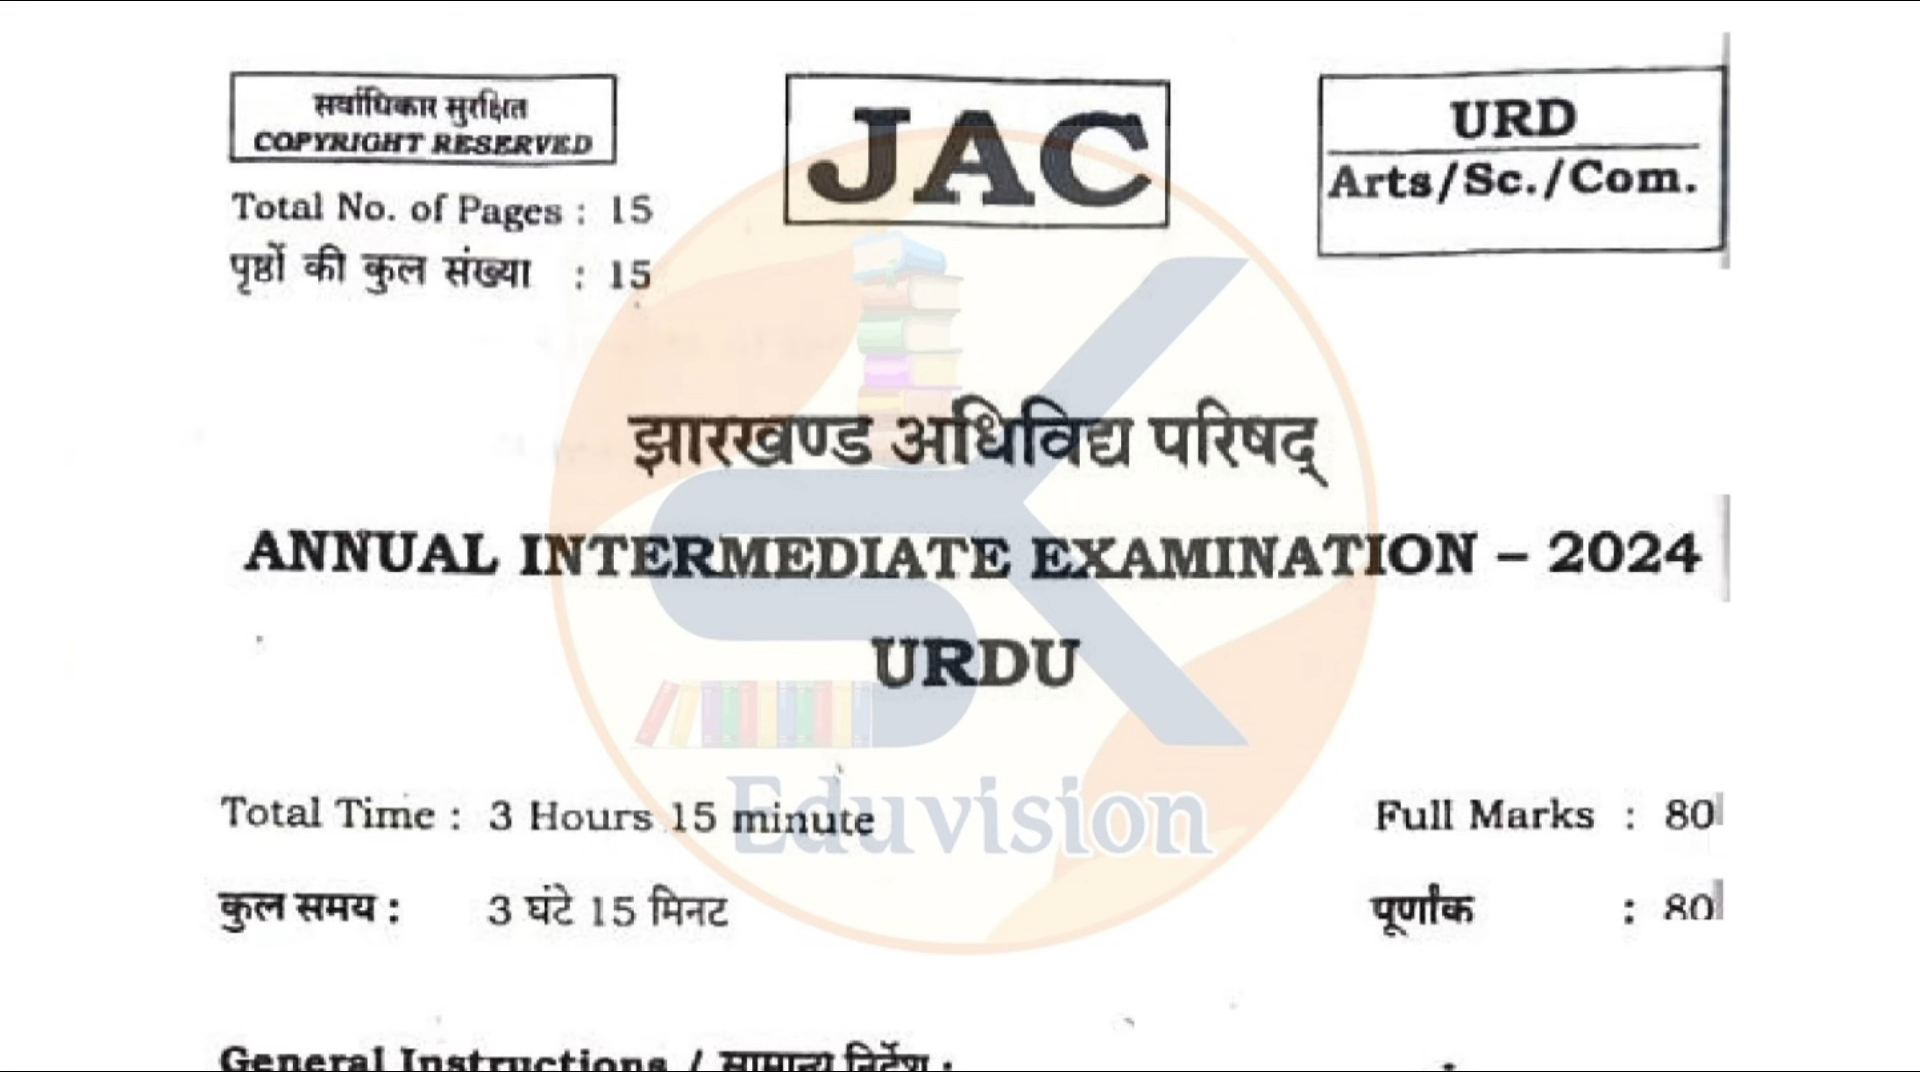 सर्वाधिकार सुरक्षित
COPYRIGHT RESERVED
JAC
URD
Arts/Sc./Com.
Total No. of Pages : 15
पृष्ठों की कुल संख्या : 15
झारखण्ड अधिविद्य परिषद्
ANNUAL INTERMEDIATE EXAMINATION – 2024
URDU
Total Time : 3 Hours 15 minute
Full Marks : 80
कुल समय : 3 घंटे 15 मिनट
पूर्णांक : 80
SK
Eduvision
General Instructions / सामान्य निर्देश :